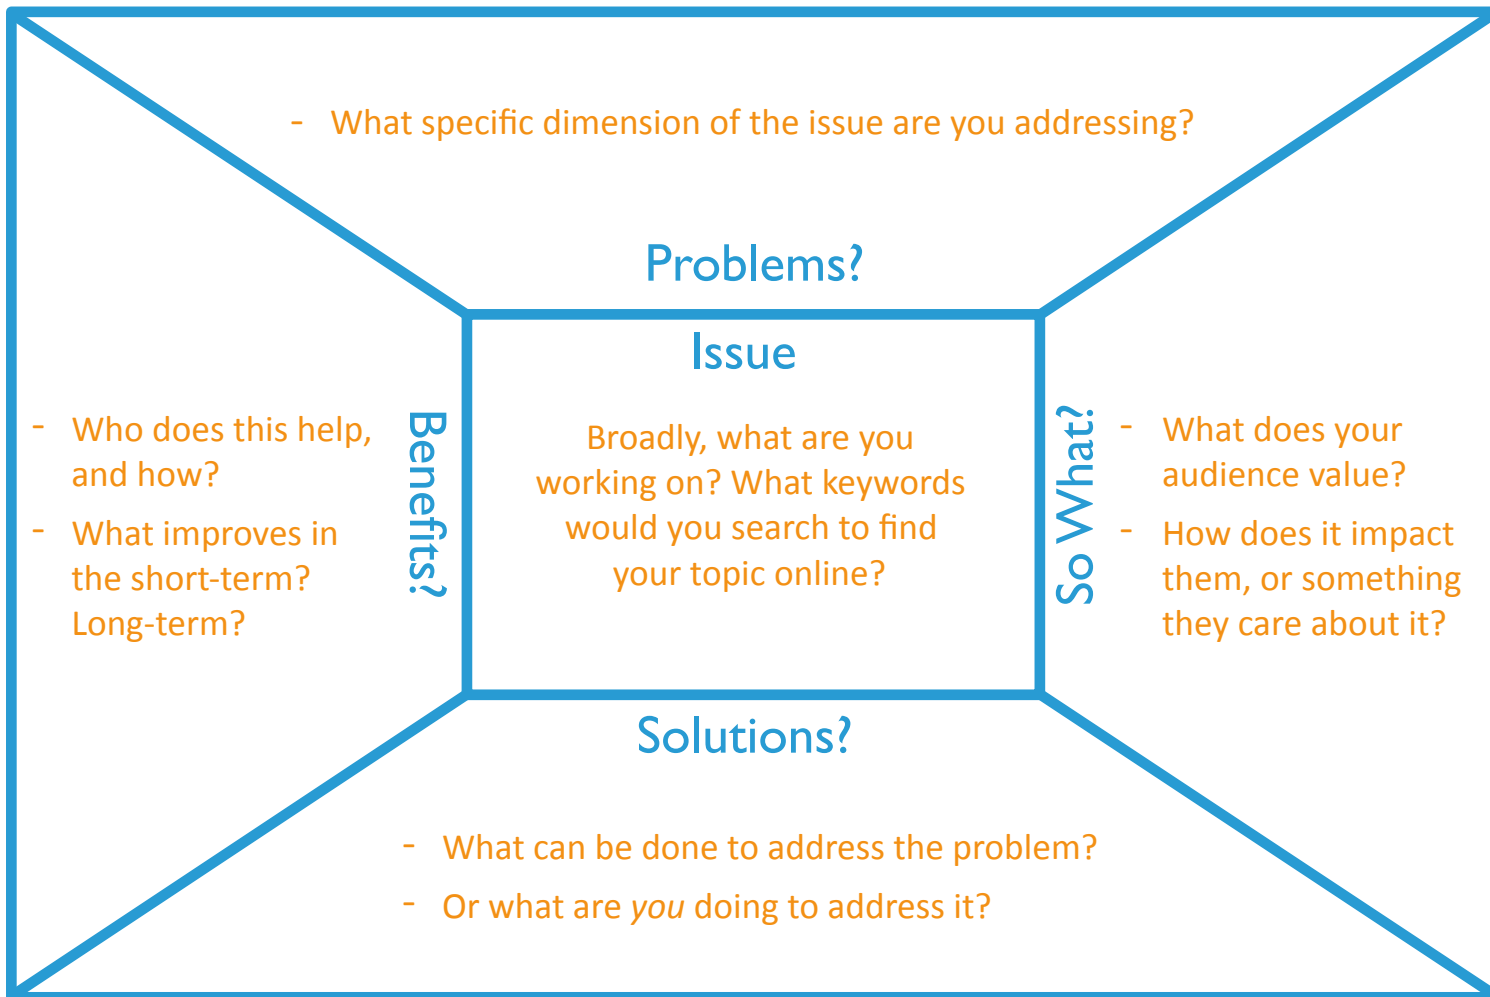 - What specific dimension of the issue are you addressing?
Problems?
Issue
Broadly, what are you
working on? What keywords
would you search to find
your topic online?
Benefits?
- Who does this help,
and how?
- What improves in
the short-term?
Long-term?
So What?
- What does your
audience value?
- How does it impact
them, or something
they care about it?
Solutions?
- What can be done to address the problem?
- Or what are you doing to address it?